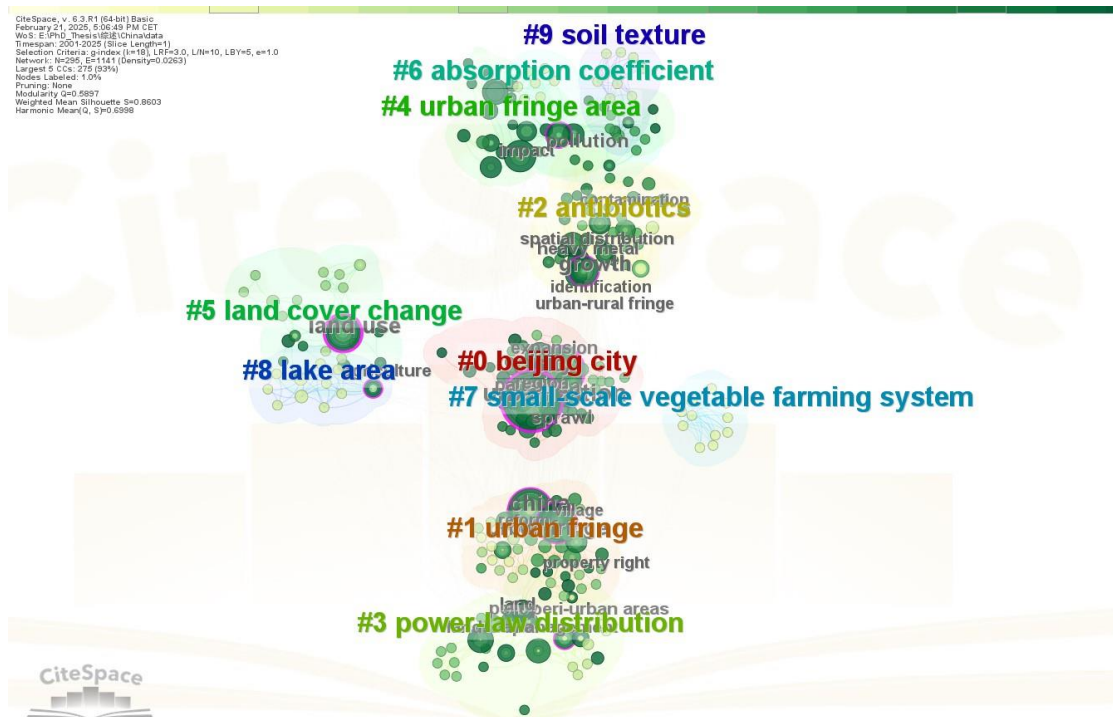 CiteSpace, v. 6.3.R1 (64-bit) Basic
February 21, 2025, 5:06:49 PM CET
WoS: E:\PhD_Thesis\综述\China\data
Timespan: 2001-2025 (Slice Length=1)
Selection Criteria: g-index (k=18), LRF=3.0, L/N=10, LBY=5, e=1.0
Network: N=295, E=1141 (Density=0.0263)
Largest 5 CCs: 275 (93%)
Nodes Labeled: 1.0%
Pruning: None
Modularity Q=0.5897
Weighted Mean Silhouette S=0.8603
Harmonic Mean(Q, S)=0.6998
#9 soil texture
#6 absorption coefficient
#4 urban fringe area
pollution
impact
contamination
#2 antibiotics
spatial distribution
heavy metal
growth
identification
urban-rural fringe
#5 land cover change
land use
expansion
#0 beijing city
#8 lake area
#7 small-scale vegetable farming system
sprawl
china
village
#1 urban fringe
property right
land
peri-urban areas
#3 power-law distribution
CiteSpace
CiteSpace